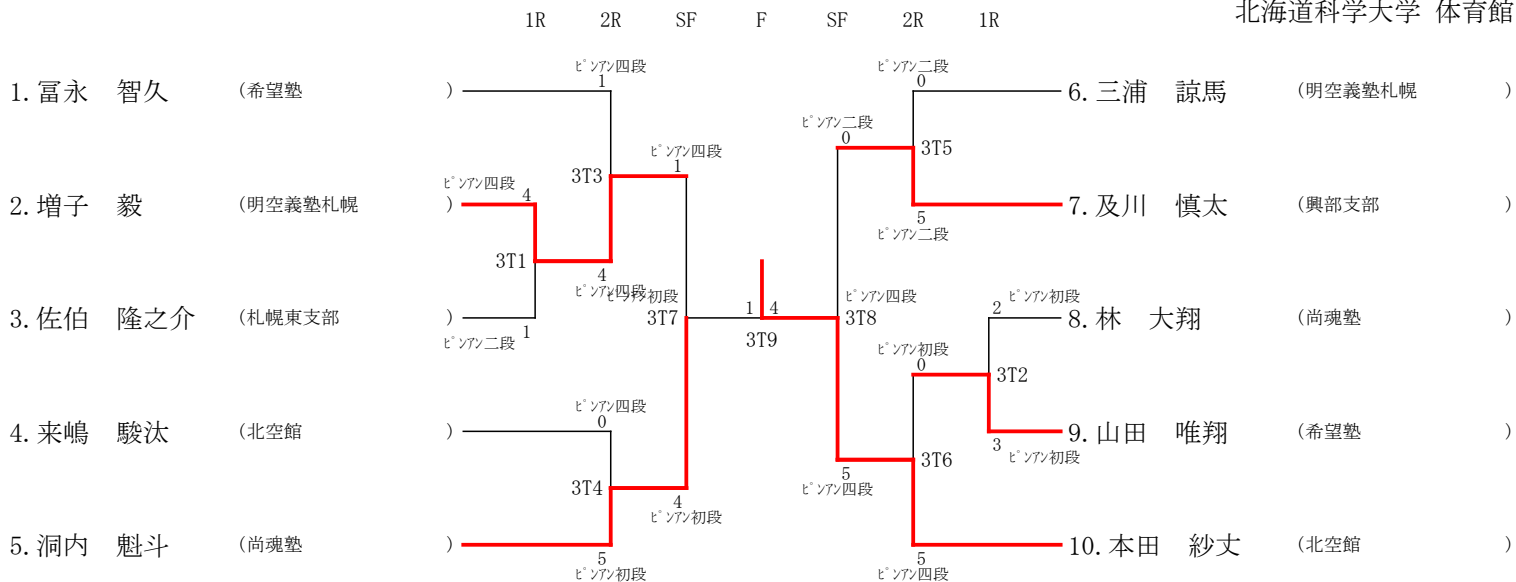 北海道科学大学 体育館
1R 2R SF F SF 2R 1R
ﾋﾟﾝｱﾝ四段 ﾋﾟﾝｱﾝ二段
1 0
1. 冨永 智久 (希望塾 ) 6. 三浦 諒馬 (明空義塾札幌 )
ﾋﾟﾝｱﾝ二段
0
ﾋﾟﾝｱﾝ四段 3T5
1
3T3
ﾋﾟﾝｱﾝ四段
4
2. 増子 毅 (明空義塾札幌 ) 7. 及川 慎太 (興部支部 )
5
ﾋﾟﾝｱﾝ二段
3T1
4
ﾋﾟﾝｱﾝ四段 ﾋﾟﾝｱﾝ初段 ﾋﾟﾝｱﾝ四段 ﾋﾟﾝｱﾝ初段
1 4 2
3. 佐伯 隆之介 (札幌東支部 ) 3T7 3T8 8. 林 大翔 (尚魂塾 )
1
3T9
ﾋﾟﾝｱﾝ二段 ﾋﾟﾝｱﾝ初段
0
3T2
ﾋﾟﾝｱﾝ四段
0
4. 来嶋 駿汰 (北空館 ) 9. 山田 唯翔 (希望塾 )
3
ﾋﾟﾝｱﾝ初段
3T6
5
3T4 ﾋﾟﾝｱﾝ四段
4
ﾋﾟﾝｱﾝ初段
5. 洞内 魁斗 (尚魂塾 ) 10. 本田 紗丈 (北空館 )
5 5
ﾋﾟﾝｱﾝ初段 ﾋﾟﾝｱﾝ四段